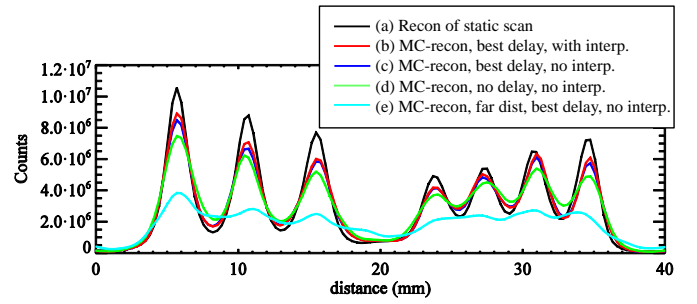 (a) Recon of static scan
(b) MC-recon, best delay, with interp.
(c) MC-recon, best delay, no interp.
(d) MC-recon, no delay, no interp.
(e) MC-recon, far dist, best delay, no interp.
1.2·10⁷
1.0·10⁷
8.0·10⁶
6.0·10⁶
4.0·10⁶
2.0·10⁶
0
Counts
0 10 20 30 40
distance (mm)